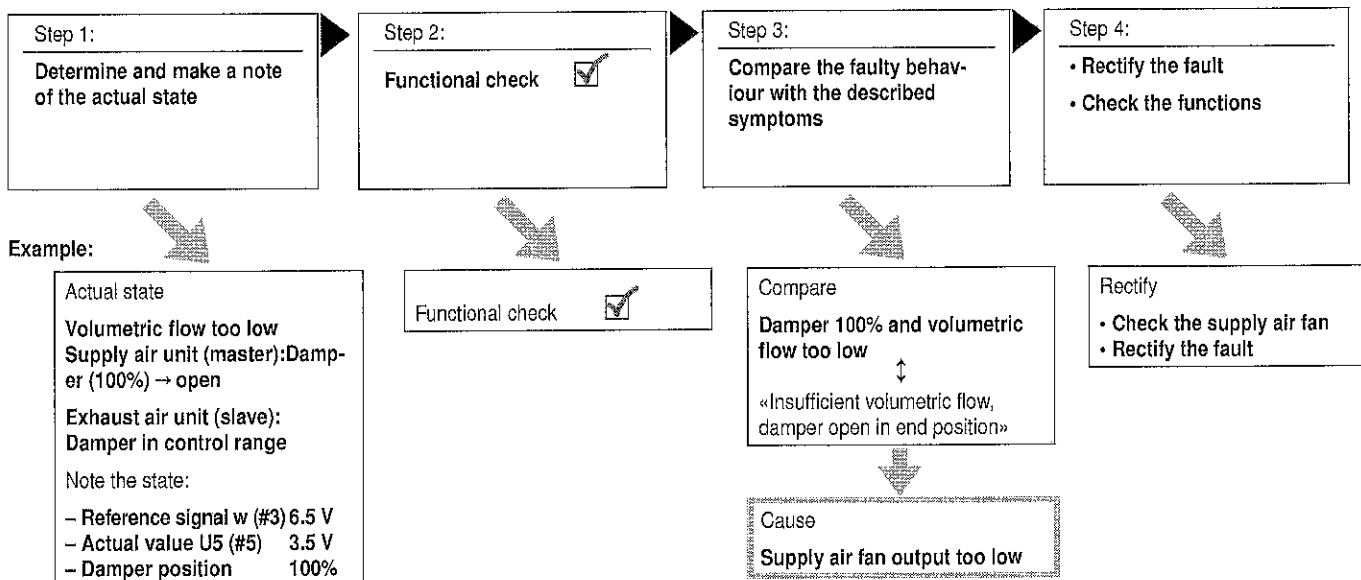 Step 1:
Determine and make a note
of the actual state
Step 2:
Functional check
Step 3:
Compare the faulty behav-
iour with the described
symptoms
Step 4:
• Rectify the fault
• Check the functions
Example:
Actual state
Volumetric flow too low
Supply air unit (master):Damp-
er (100%) → open
Exhaust air unit (slave):
Damper in control range
Note the state:
– Reference signal w (#3) 6.5 V
– Actual value U5 (#5) 3.5 V
– Damper position 100%
Functional check
Compare
Damper 100% and volumetric
flow too low
↕
«Insufficient volumetric flow,
damper open in end position»
Cause
Supply air fan output too low
Rectify
• Check the supply air fan
• Rectify the fault